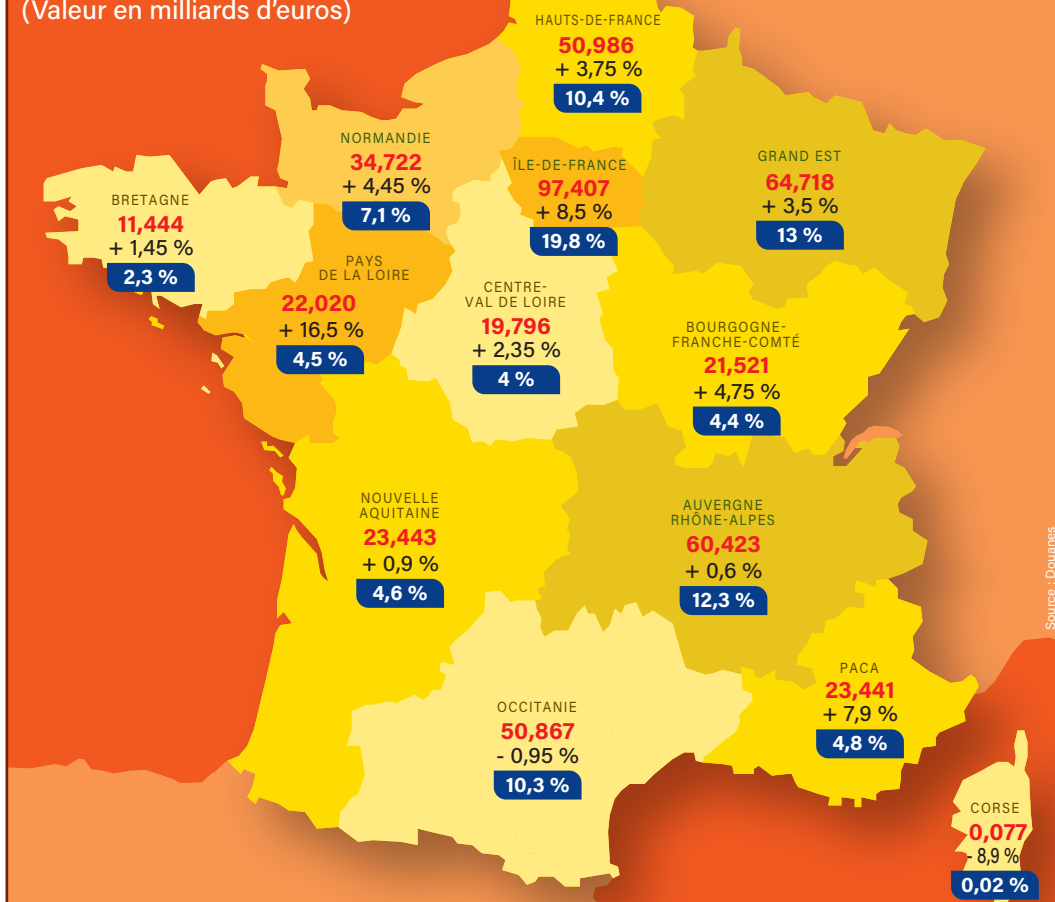 (Valeur en milliards d’euros)
HAUTS-DE-FRANCE
50,986
+ 3,75 %
10,4 %
NORMANDIE
34,722
+ 4,45 %
7,1 %
ÎLE-DE-FRANCE
97,407
+ 8,5 %
19,8 %
GRAND EST
64,718
+ 3,5 %
13 %
BRETAGNE
11,444
+ 1,45 %
2,3 %
PAYS
DE LA LOIRE
22,020
+ 16,5 %
4,5 %
CENTRE-
VAL DE LOIRE
19,796
+ 2,35 %
4 %
BOURGOGNE-
FRANCHE-COMTÉ
21,521
+ 4,75 %
4,4 %
NOUVELLE
AQUITAINE
23,443
+ 0,9 %
4,6 %
AUVERGNE
RHÔNE-ALPES
60,423
+ 0,6 %
12,3 %
Source : Douanes
OCCITANIE
50,867
- 0,95 %
10,3 %
PACA
23,441
+ 7,9 %
4,8 %
CORSE
0,077
- 8,9 %
0,02 %